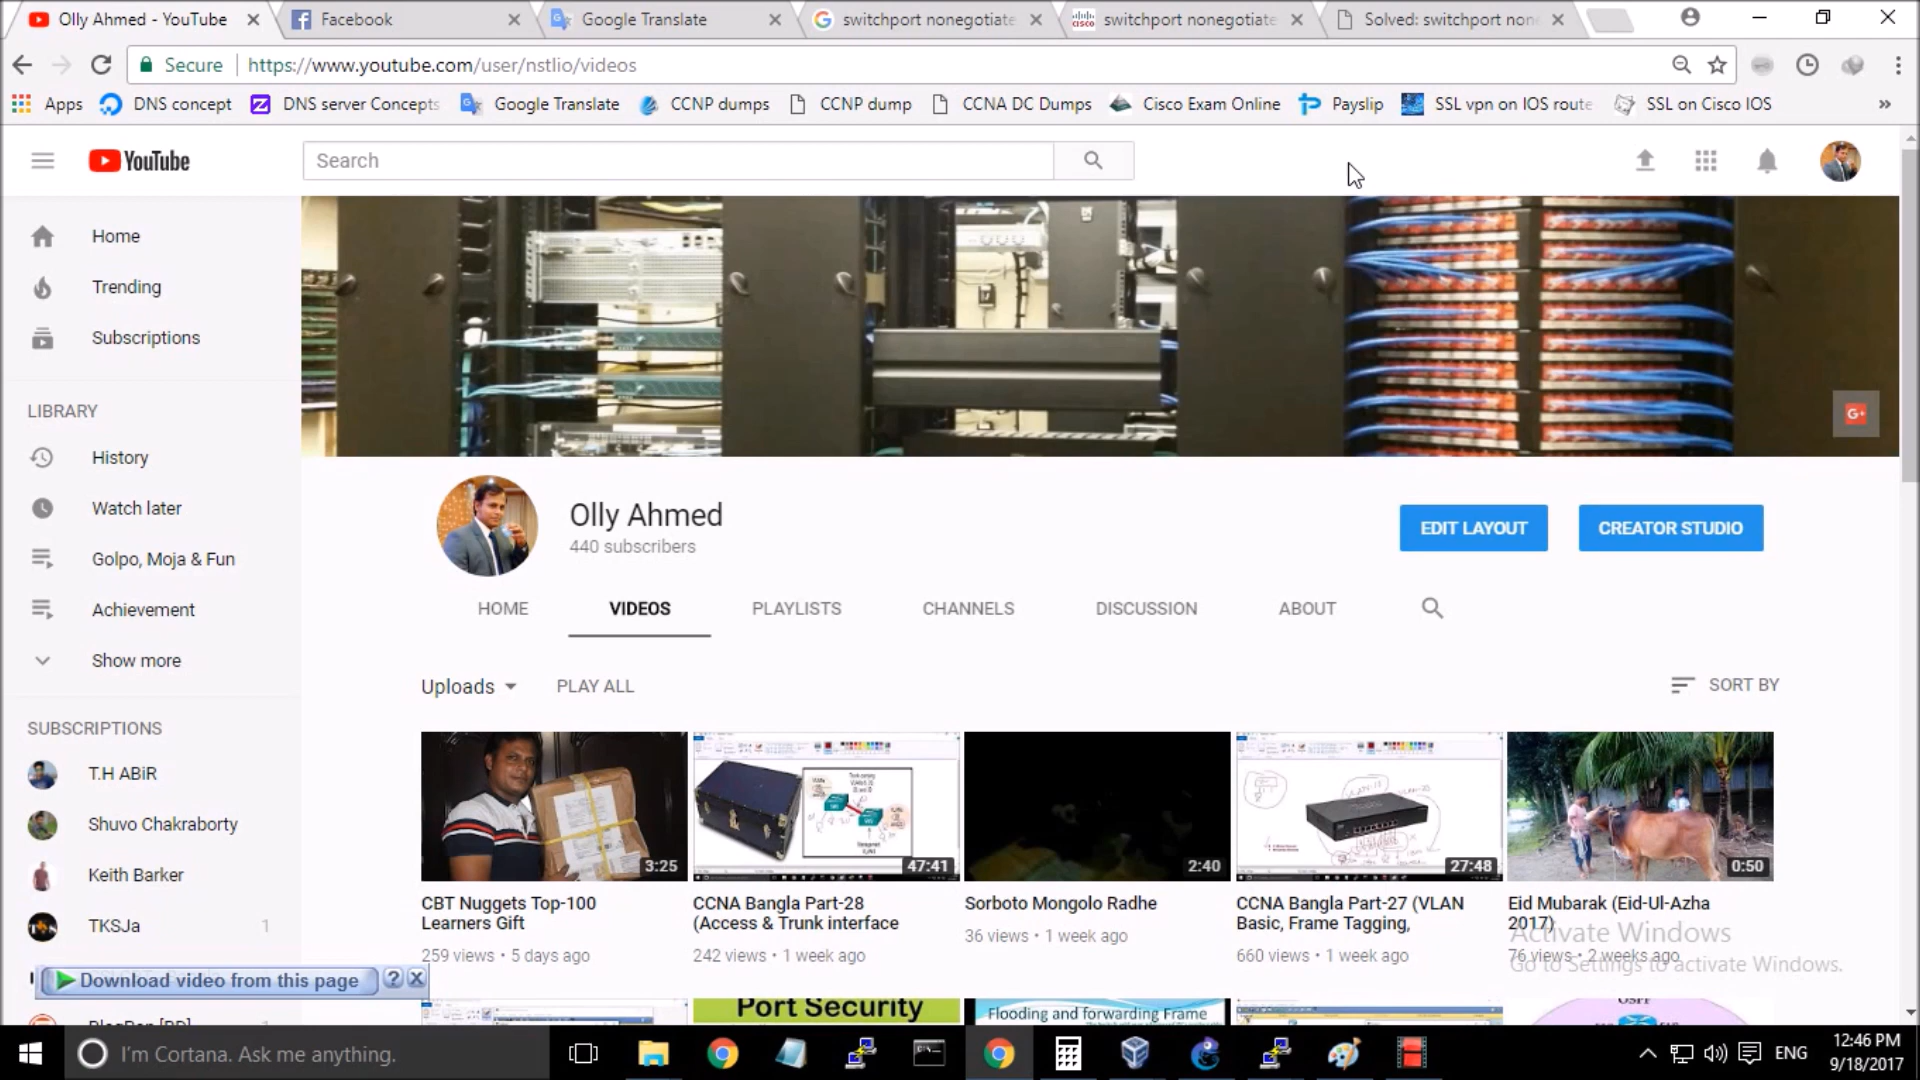 Olly Ahmed - YouTube
Facebook
Google Translate
switchport nonegotiate
switchport nonegotiate
Solved: switchport non
Secure
https://www.youtube.com/user/nstlio/videos
Apps
DNS concept
DNS server Concepts
Google Translate
CCNP dumps
CCNP dump
CCNA DC Dumps
Cisco Exam Online
Payslip
SSL vpn on IOS route
SSL on Cisco IOS
YouTube
Search
Home
Trending
Subscriptions
LIBRARY
History
Watch later
Golpo, Moja & Fun
Achievement
Show more
SUBSCRIPTIONS
T.H ABiR
Shuvo Chakraborty
Keith Barker
TKSJa 1
Download video from this page
Olly Ahmed
440 subscribers
EDIT LAYOUT
CREATOR STUDIO
HOME
VIDEOS
PLAYLISTS
CHANNELS
DISCUSSION
ABOUT
Uploads
PLAY ALL
SORT BY
3:25
47:41
2:40
27:48
0:50
CBT Nuggets Top-100
Learners Gift
259 views • 5 days ago
CCNA Bangla Part-28
(Access & Trunk interface
242 views • 1 week ago
Sorboto Mongolo Radhe
36 views • 1 week ago
CCNA Bangla Part-27 (VLAN
Basic, Frame Tagging,
660 views • 1 week ago
Eid Mubarak (Eid-Ul-Azha
2017)
76 views • 2 weeks ago
Activate Windows
Go to Settings to activate Windows.
Port Security
Flooding and forwarding Frame
OSPF
I'm Cortana. Ask me anything.
ENG
12:46 PM
9/18/2017